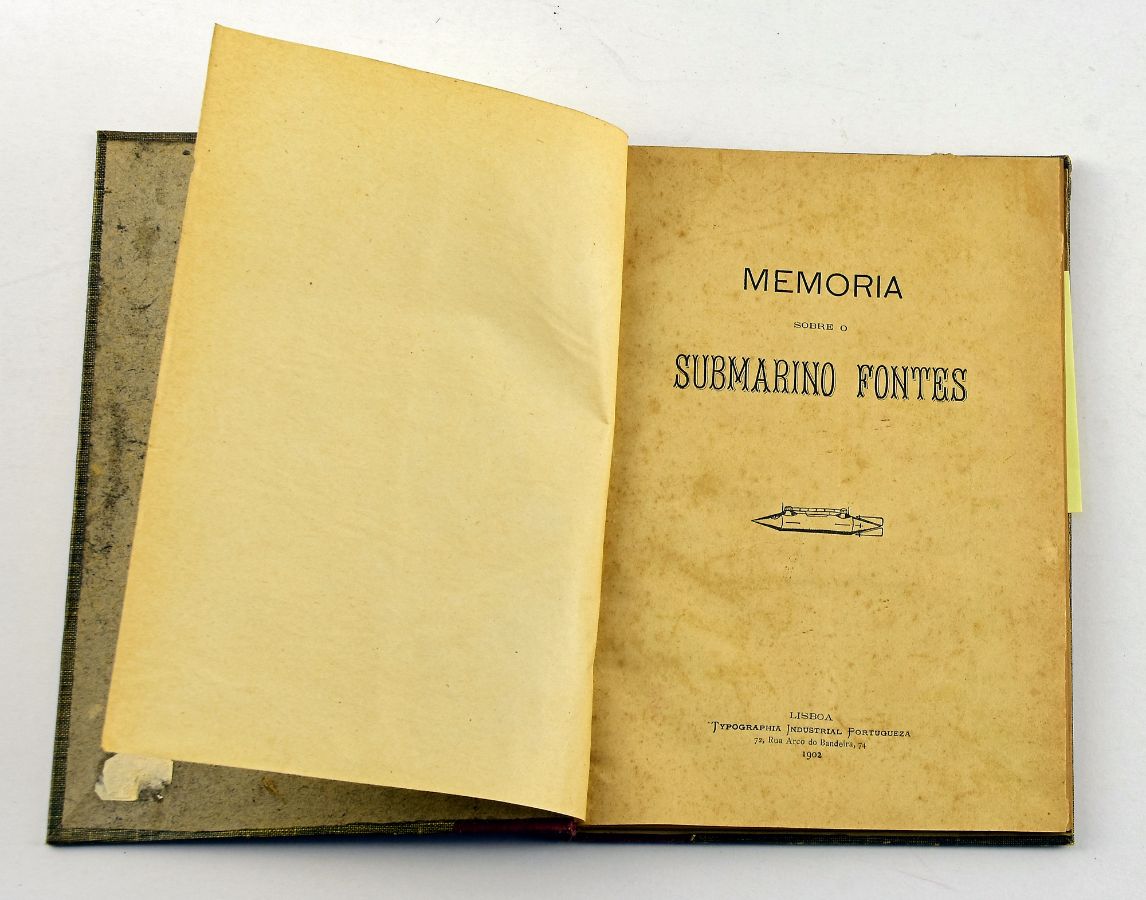 MEMORIA
SOBRE O
SUBMARINO FONTES
LISBOA
TYPOGRAPHIA INDUSTRIAL PORTUGUEZA
72, Rua Arco do Bandeira, 74
1902